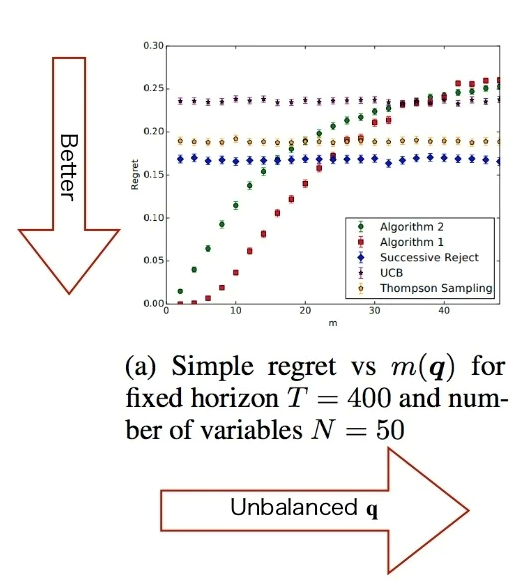 Better
0.30
0.25
0.20
0.15
0.10
0.05
0.00
Regret
0 10 20 30 40
m
Algorithm 2
Algorithm 1
Successive Reject
UCB
Thompson Sampling
(a) Simple regret vs m(q) for
fixed horizon T = 400 and num-
ber of variables N = 50
Unbalanced q